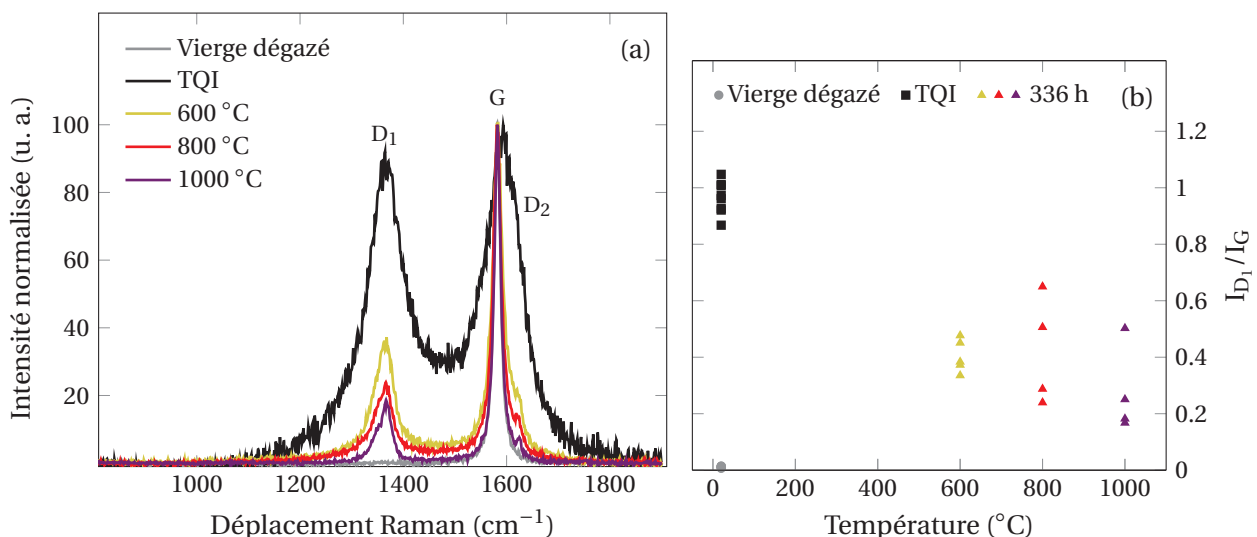 Vierge dégazé
TQI
600 °C
800 °C
1000 °C
(a)
G
D₁
D₂
100
80
60
40
20
Intensité normalisée (u. a.)
1000 1200 1400 1600 1800
Déplacement Raman (cm⁻¹)
Vierge dégazé TQI 336 h (b)
1.2
1
0.8
0.6
0.4
0.2
0
I_D₁/I_G
0 200 400 600 800 1000
Température (°C)